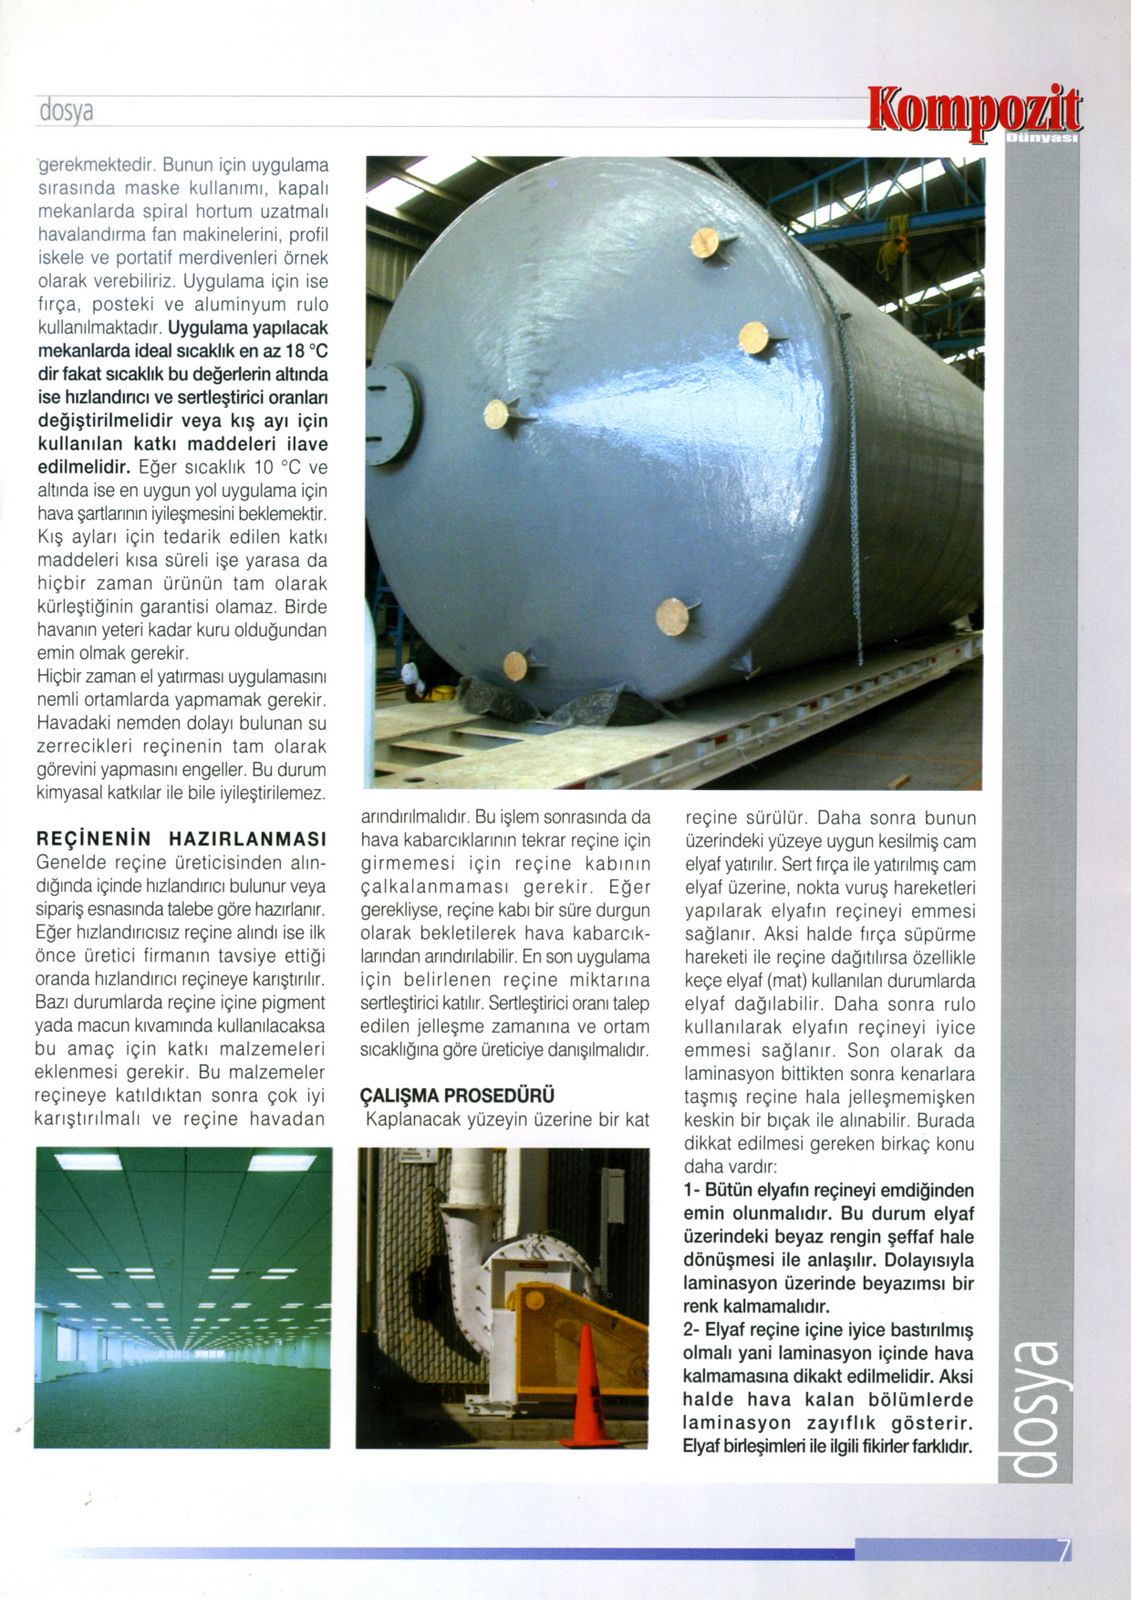 dosya
Kompozit
Dünyası
gerekmektedir. Bunun için uygulama
sırasında maske kullanımı, kapalı
mekanlarda spiral hortum uzatmalı
havalandırma fan makinelerini, profil
iskele ve portatif merdivenleri örnek
olarak verebiliriz. Uygulama için ise
fırça, posteki ve aluminyum rulo
kullanılmaktadır. Uygulama yapılacak
mekanlarda ideal sıcaklık en az 18 °C
dir fakat sıcaklık bu değerlerin altında
ise hızlandırıcı ve sertleştirici oranları
değiştirilmelidir veya kış ayı için
kullanılan katkı maddeleri ilave
edilmelidir. Eğer sıcaklık 10 °C ve
altında ise en uygun yol uygulama için
hava şartlarının iyileşmesini beklemektir.
Kış ayları için tedarik edilen katkı
maddeleri kısa süreli işe yarasa da
hiçbir zaman ürünün tam olarak
kürleştiğinin garantisi olamaz. Birde
havanın yeteri kadar kuru olduğundan
emin olmak gerekir.
Hiçbir zaman el yatırması uygulamasını
nemli ortamlarda yapmamak gerekir.
Havadaki nemden dolayı bulunan su
zerrecikleri reçinenin tam olarak
görevini yapmasını engeller. Bu durum
kimyasal katkılar ile bile iyileştirilemez.
REÇİNENİN HAZIRLANMASI
Genelde reçine üreticisinden alın-
dığında içinde hızlandırıcı bulunur veya
sipariş esnasında talebe göre hazırlanır.
Eğer hızlandırıcısız reçine alındı ise ilk
önce üretici firmanın tavsiye ettiği
oranda hızlandırıcı reçineye karıştırılır.
Bazı durumlarda reçine içine pigment
yada macun kıvamında kullanılacaksa
bu amaç için katkı malzemeleri
eklenmesi gerekir. Bu malzemeler
reçineye katıldıktan sonra çok iyi
karıştırılmalı ve reçine havadan
arındırılmalıdır. Bu işlem sonrasında da
hava kabarcıklarının tekrar reçine için
girmemesi için reçine kabının
çalkalanmaması gerekir. Eğer
gerekliyse, reçine kabı bir süre durgun
olarak bekletilerek hava kabarcık-
larından arındırılabilir. En son uygulama
için belirlenen reçine miktarına
sertleştirici katılır. Sertleştirici oranı talep
edilen jelleşme zamanına ve ortam
sıcaklığına göre üreticiye danışılmalıdır.
ÇALIŞMA PROSEDÜRÜ
Kaplanacak yüzeyin üzerine bir kat
reçine sürülür. Daha sonra bunun
üzerindeki yüzeye uygun kesilmiş cam
elyaf yatırılır. Sert fırça ile yatırılmış cam
elyaf üzerine, nokta vuruş hareketleri
yapılarak elyafın reçineyi emmesi
sağlanır. Aksi halde fırça süpürme
hareketi ile reçine dağıtılırsa özellikle
keçe elyaf (mat) kullanılan durumlarda
elyaf dağılabilir. Daha sonra rulo
kullanılarak elyafın reçineyi iyice
emmesi sağlanır. Son olarak da
laminasyon bittikten sonra kenarlara
taşmış reçine hala jelleşmemişken
keskin bir bıçak ile alınabilir. Burada
dikkat edilmesi gereken birkaç konu
daha vardır:
1- Bütün elyafın reçineyi emdiğinden
emin olunmalıdır. Bu durum elyaf
üzerindeki beyaz rengin şeffaf hale
dönüşmesi ile anlaşılır. Dolayısıyla
laminasyon üzerinde beyazımsı bir
renk kalmamalıdır.
2- Elyaf reçine içine iyice bastırılmış
olmalı yani laminasyon içinde hava
kalmamasına dikakt edilmelidir. Aksi
halde hava kalan bölümlerde
laminasyon zayıflık gösterir.
Elyaf birleşimleri ile ilgili fikirler farklıdır.
dosya
7